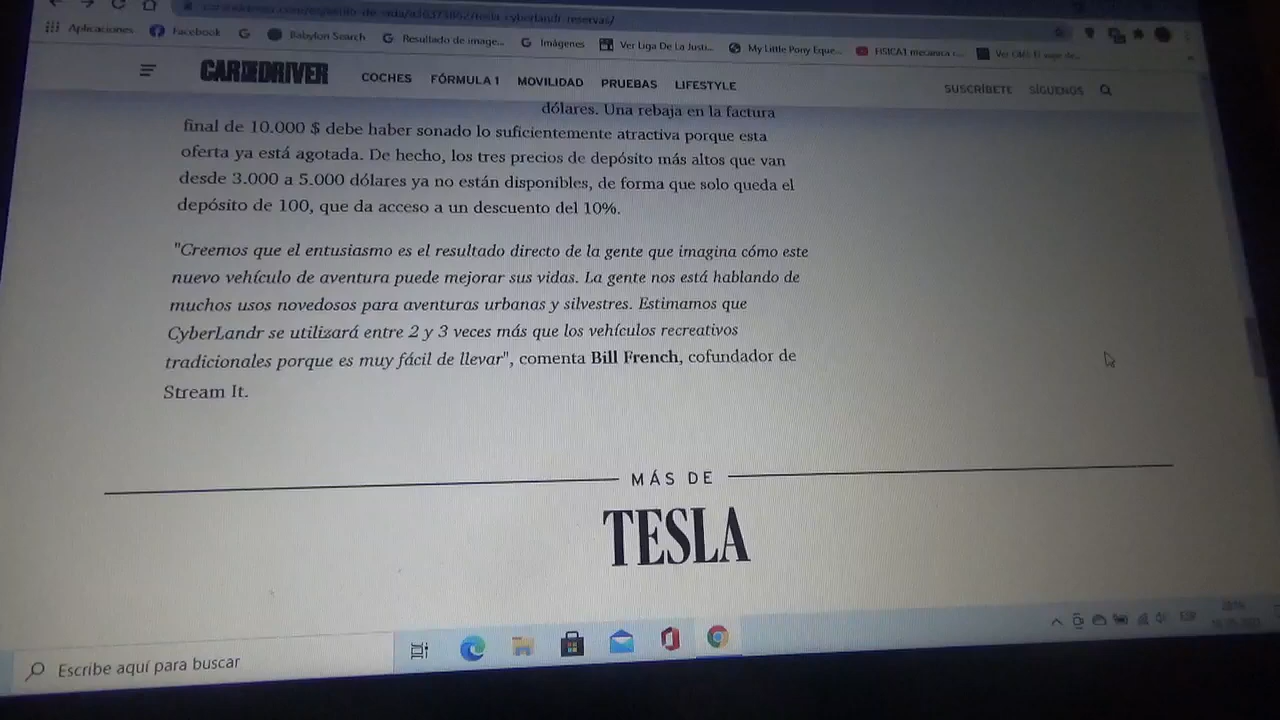 Aplicaciones Facebook Babylon Search Resultado de image... Imágenes Ver Liga De La Justi... My Little Pony Eque... FISICA1 mecanica
CAR AND DRIVER COCHES FÓRMULA 1 MOVILIDAD PRUEBAS LIFESTYLE SUSCRÍBETE SÍGUENOS
dólares. Una rebaja en la factura
final de 10.000 $ debe haber sonado lo suficientemente atractiva porque esta
oferta ya está agotada. De hecho, los tres precios de depósito más altos que van
desde 3.000 a 5.000 dólares ya no están disponibles, de forma que solo queda el
depósito de 100, que da acceso a un descuento del 10%.
"Creemos que el entusiasmo es el resultado directo de la gente que imagina cómo este
nuevo vehículo de aventura puede mejorar sus vidas. La gente nos está hablando de
muchos usos novedosos para aventuras urbanas y silvestres. Estimamos que
CyberLandr se utilizará entre 2 y 3 veces más que los vehículos recreativos
tradicionales porque es muy fácil de llevar", comenta Bill French, cofundador de
Stream It.
MÁS DE
TESLA
Escribe aquí para buscar